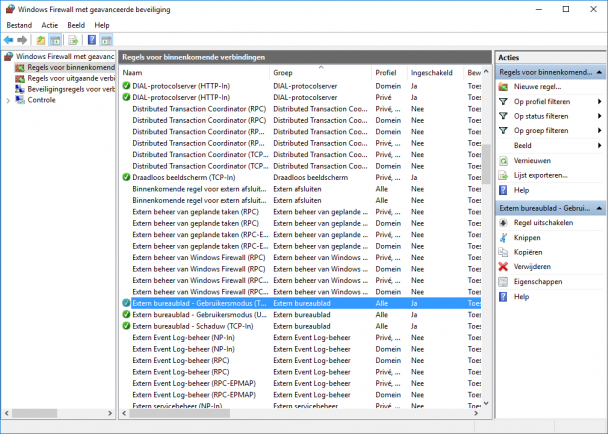 Windows Firewall met geavanceerde beveiliging
Bestand Actie Beeld Help
Windows Firewall met geavanc
Regels voor binnenkomend
Regels voor uitgaande verbin
Beveiligingsregels voor verb
Controle
Regels voor binnenkomende verbindingen
Naam Groep Profiel Ingeschakeld Bew
DIAL-protocolserver (HTTP-In) DIAL-protocolserver Domein Ja Toes
DIAL-protocolserver (HTTP-In) DIAL-protocolserver Privé Ja Toes
Distributed Transaction Coordinator (RPC) Distributed Transaction Coo... Privé, ... Nee Toes
Distributed Transaction Coordinator (RPC) Distributed Transaction Coo... Domein Nee Toes
Distributed Transaction Coordinator (RP... Distributed Transaction Coo... Privé, ... Nee Toes
Distributed Transaction Coordinator (RP... Distributed Transaction Coo... Domein Nee Toes
Distributed Transaction Coordinator (TCP... Distributed Transaction Coo... Domein Nee Toes
Distributed Transaction Coordinator (TCP... Distributed Transaction Coo... Privé, ... Nee Toes
Draadloos beeldscherm (TCP-In) Draadloos beeldscherm Alle Ja Toes
Binnenkomende regel voor extern afsluit... Extern afsluiten Alle Nee Toes
Binnenkomende regel voor extern afsluit... Extern afsluiten Alle Nee Toes
Extern beheer van geplande taken (RPC) Extern beheer van geplande ... Privé, ... Nee Toes
Extern beheer van geplande taken (RPC) Extern beheer van geplande ... Domein Nee Toes
Extern beheer van geplande taken (RPC-E... Extern beheer van geplande ... Privé, ... Nee Toes
Extern beheer van geplande taken (RPC-E... Extern beheer van geplande ... Domein Nee Toes
Extern beheer van Windows Firewall (RPC) Extern beheer van Windows ... Privé, ... Nee Toes
Extern beheer van Windows Firewall (RPC) Extern beheer van Windows ... Domein Nee Toes
Extern beheer van Windows Firewall (RPC... Extern beheer van Windows ... Privé, ... Nee Toes
Extern beheer van Windows Firewall (RPC... Extern beheer van Windows ... Domein Nee Toes
Extern bureaublad - Gebruikersmodus (T... Extern bureaublad Alle Ja Toes
Extern bureaublad - Gebruikersmodus (U... Extern bureaublad Alle Ja Toes
Extern bureaublad - Schaduw (TCP-In) Extern bureaublad Alle Ja Toes
Extern Event Log-beheer (NP-In) Extern Event Log-beheer Privé, ... Nee Toes
Extern Event Log-beheer (NP-In) Extern Event Log-beheer Domein Nee Toes
Extern Event Log-beheer (RPC) Extern Event Log-beheer Privé, ... Nee Toes
Extern Event Log-beheer (RPC) Extern Event Log-beheer Domein Nee Toes
Extern Event Log-beheer (RPC-EPMAP) Extern Event Log-beheer Domein Nee Toes
Extern Event Log-beheer (RPC-EPMAP) Extern Event Log-beheer Privé, ... Nee Toes
Extern servicebeheer (NP-In) Extern servicebeheer Privé, ... Nee Toes
Acties
Regels voor binnenkomend...
Nieuwe regel...
Op profiel filteren
Op status filteren
Op groep filteren
Beeld
Vernieuwen
Lijst exporteren...
Help
Extern bureaublad - Gebrui...
Regel uitschakelen
Knippen
Kopiëren
Verwijderen
Eigenschappen
Help